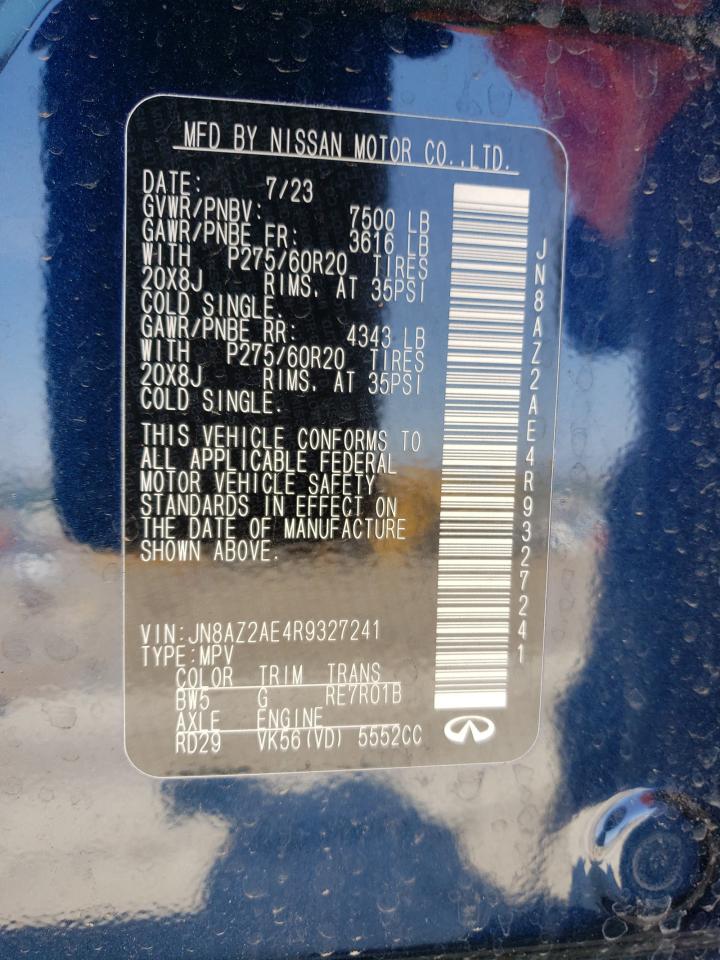 MFD BY NISSAN MOTOR CO.,LTD.
DATE: 7/23
GVWR/PNBV: 7500 LB
GAWR/PNBE FR: 3616 LB
WITH P275/60R20 TIRES
20X8J RIMS, AT 35PSI
COLD SINGLE.
GAWR/PNBE RR: 4343 LB
WITH P275/60R20 TIRES
20X8J RIMS, AT 35PSI
COLD SINGLE.
THIS VEHICLE CONFORMS TO
ALL APPLICABLE FEDERAL
MOTOR VEHICLE SAFETY
STANDARDS IN EFFECT ON
THE DATE OF MANUFACTURE
SHOWN ABOVE.
VIN:JN8AZ2AE4R9327241
TYPE:MPV
COLOR TRIM TRANS
BW5 G RE7R01B
AXLE ENGINE
RD29 VK56(VD) 5552CC
JN8AZ2AE4R9327241